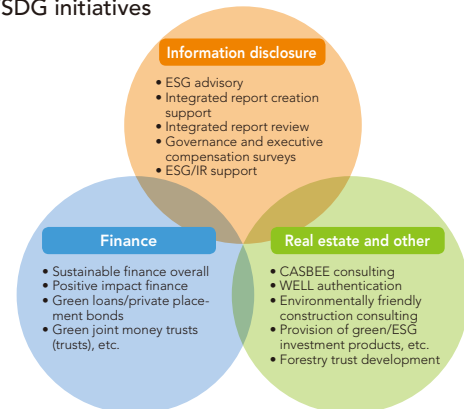 SDG initiatives
Information disclosure
• ESG advisory
• Integrated report creation
support
• Integrated report review
• Governance and executive
compensation surveys
• ESG/IR support
Finance
• Sustainable finance overall
• Positive impact finance
• Green loans/private place-
ment bonds
• Green joint money trusts
(trusts), etc.
Real estate and other
• CASBEE consulting
• WELL authentication
• Environmentally friendly
construction consulting
• Provision of green/ESG
investment products, etc.
• Forestry trust development